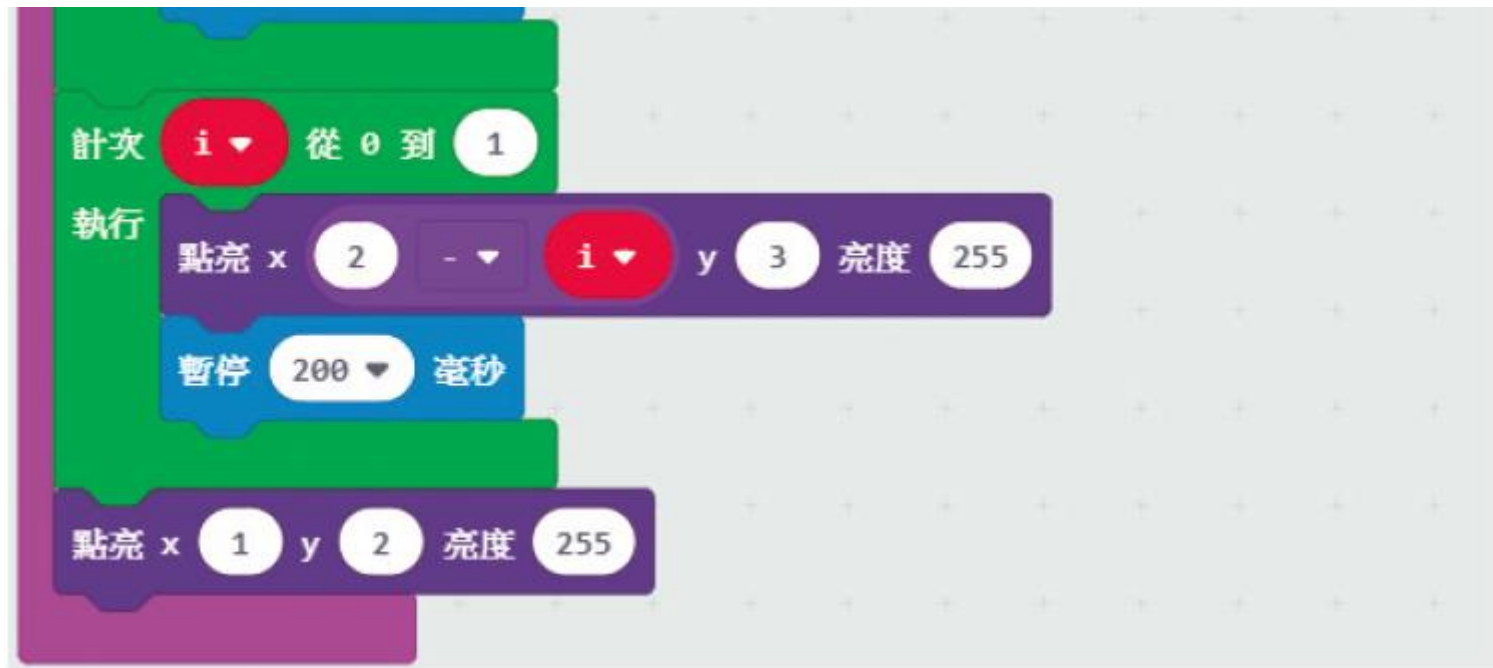 計次 i 從 0 到 1
執行
點亮 x 2 - i y 3 亮度 255
暫停 200 毫秒
點亮 x 1 y 2 亮度 255